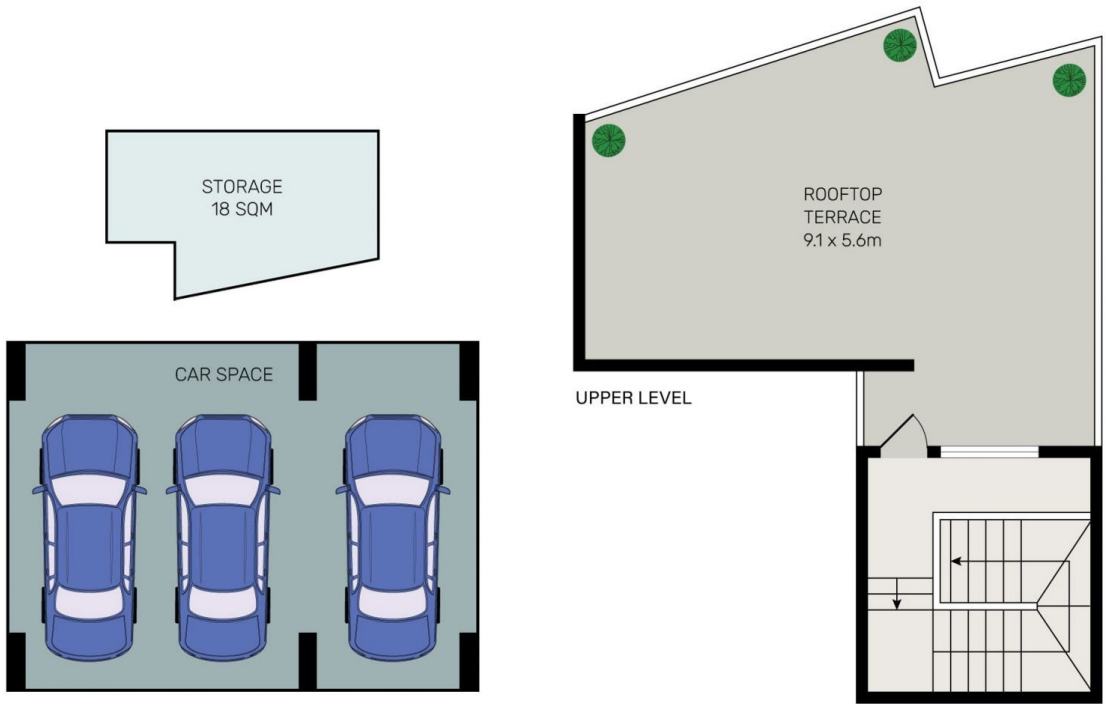 STORAGE
18 SQM
CAR SPACE
ROOFTOP
TERRACE
9.1 x 5.6m
UPPER LEVEL